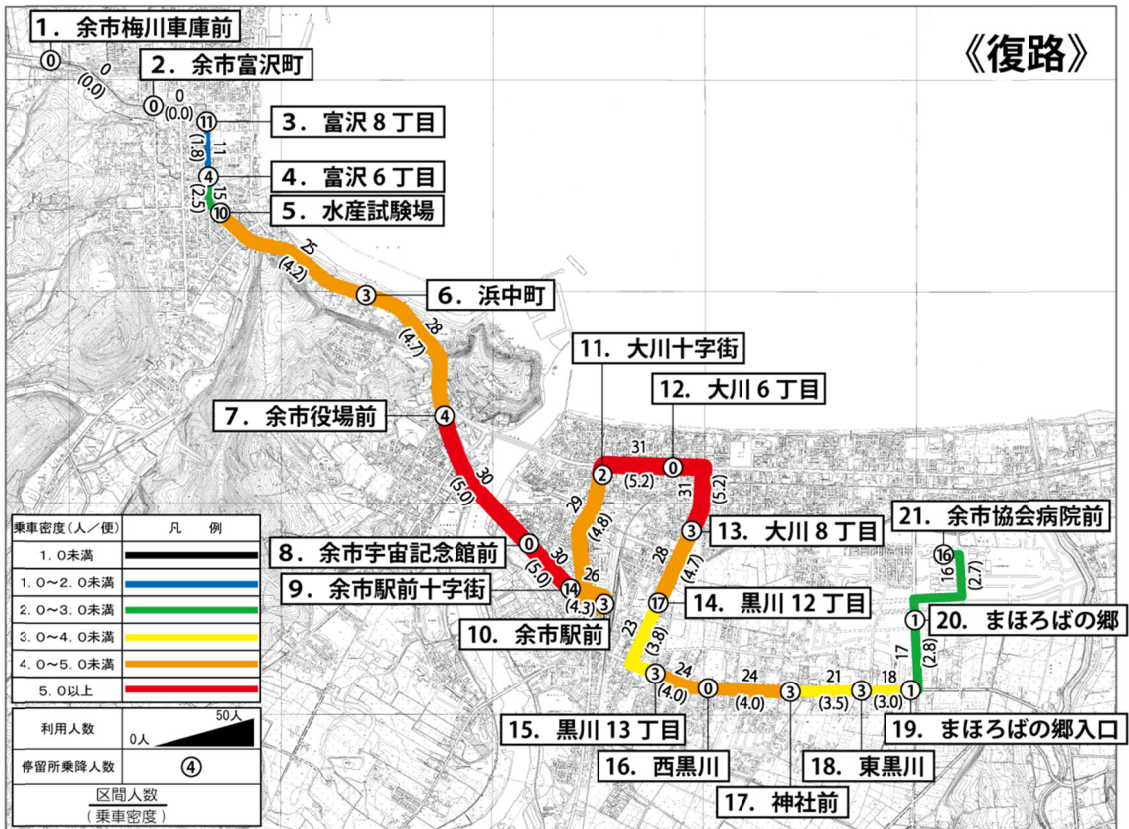 《復路》
1. 余市梅川車庫前
0
0
(0.0)
2. 余市富沢町
0
0
(0.0)
3. 富沢8丁目
11
11
(1.8)
4. 富沢6丁目
4
15
(2.5)
5. 水産試験場
10
25
(4.2)
6. 浜中町
3
28
(4.7)
7. 余市役場前
4
30
(5.0)
8. 余市宇宙記念館前
0
30
(5.0)
9. 余市駅前十字街
14
26
(4.3)
10. 余市駅前
3
29
(4.8)
11. 大川十字街
2
31
(5.2)
12. 大川6丁目
0
31
(5.2)
13. 大川8丁目
3
28
(4.7)
14. 黒川12丁目
17
23
(3.8)
15. 黒川13丁目
3
24
(4.0)
16. 西黒川
0
24
(4.0)
17. 神社前
3
21
(3.5)
18. 東黒川
3
18
(3.0)
19. まほろばの郷入口
1
17
(2.8)
20. まほろばの郷
1
16
(2.7)
21. 余市協会病院前
16
乗車密度(人/便) 凡 例
1.0未満
1.0~2.0未満
2.0~3.0未満
3.0~4.0未満
4.0~5.0未満
5.0以上
利用人数 0人 50人
停留所乗降人数 4
区間人数
(乗車密度)